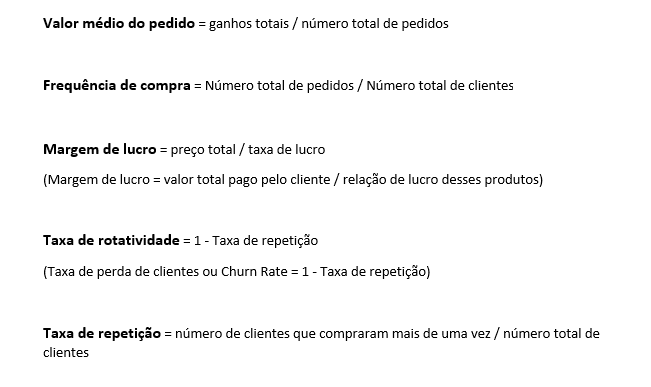 Valor médio do pedido = ganhos totais / número total de pedidos
Frequência de compra = Número total de pedidos / Número total de clientes
Margem de lucro = preço total / taxa de lucro
(Margem de lucro = valor total pago pelo cliente / relação de lucro desses produtos)
Taxa de rotatividade = 1 - Taxa de repetição
(Taxa de perda de clientes ou Churn Rate = 1 - Taxa de repetição)
Taxa de repetição = número de clientes que compraram mais de uma vez / número total de
clientes